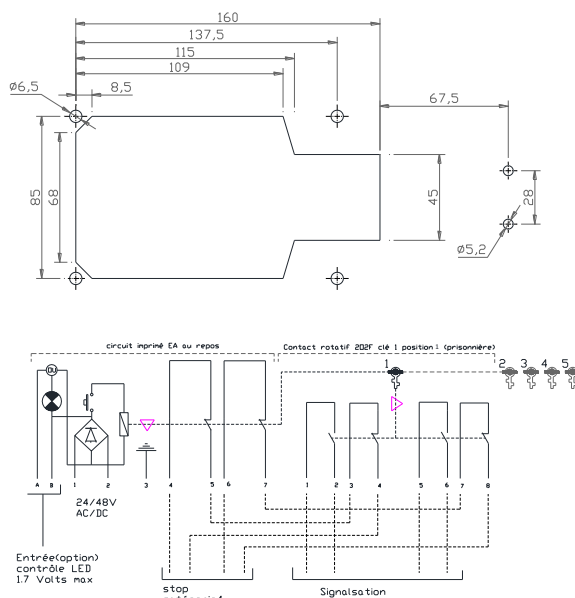 160
137,5
115
109
Ø6,5
8,5
67,5
85
68
45
28
Ø5,2
circuit imprimé EA au repos
Contact rotatif 202F clé 1 position 1 (prisonnière)
OU
1
2
3
4
5
A
B
1
2
3
4
5
6
7
1
2
3
4
5
6
7
8
24/48V
AC/DC
Entrée(option)
contrôle LED
1.7 Volts max
stop
Signalsation